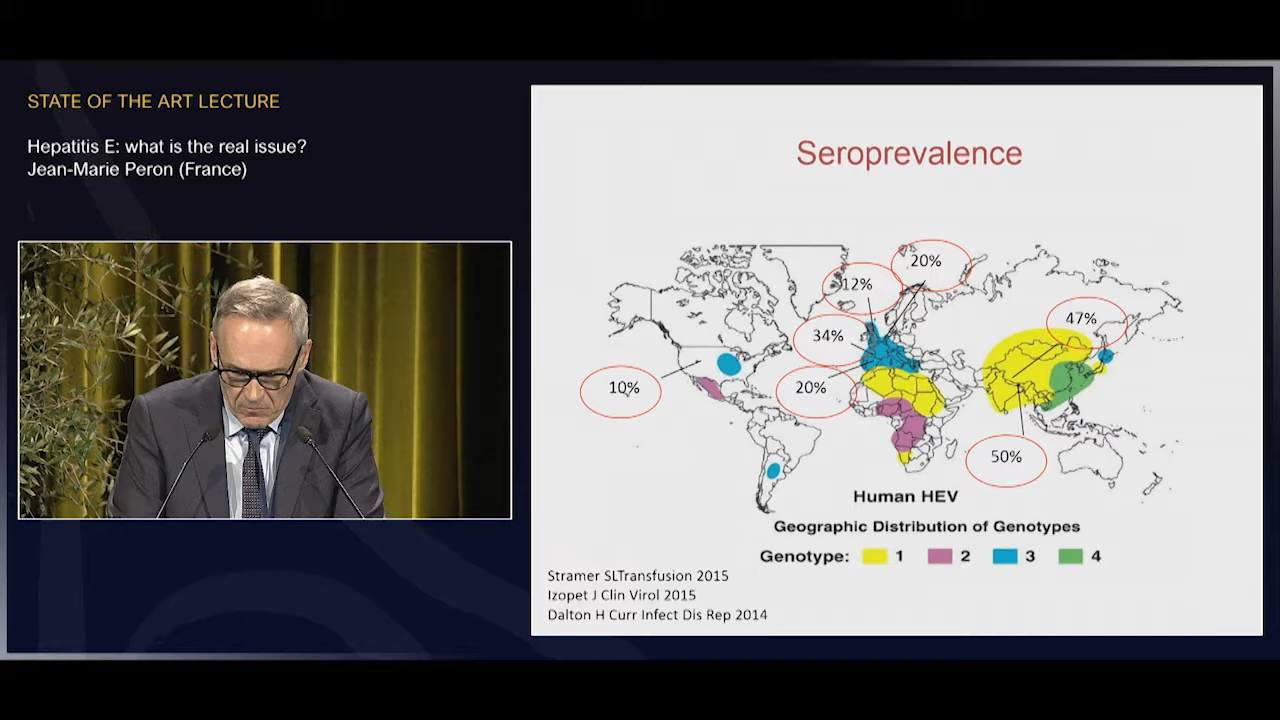 STATE OF THE ART LECTURE
Hepatitis E: what is the real issue?
Jean-Marie Peron (France)
Seroprevalence
20%
12%
47%
34%
10%
20%
50%
Human HEV
Geographic Distribution of Genotypes
Genotype: 1 2 3 4
Stramer SLTransfusion 2015
Izopet J Clin Virol 2015
Dalton H Curr Infect Dis Rep 2014